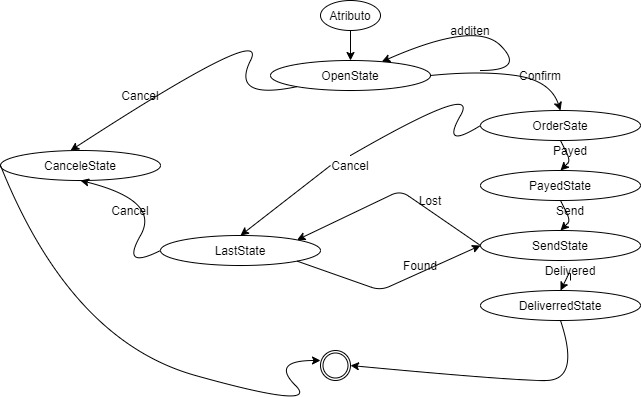 Atributo
additen
OpenState
Confirm
Cancel
OrderSate
Payed
CanceleState
Cancel
PayedState
Lost
Send
Cancel
LastState
SendState
Found
Delivered
DeliverredState